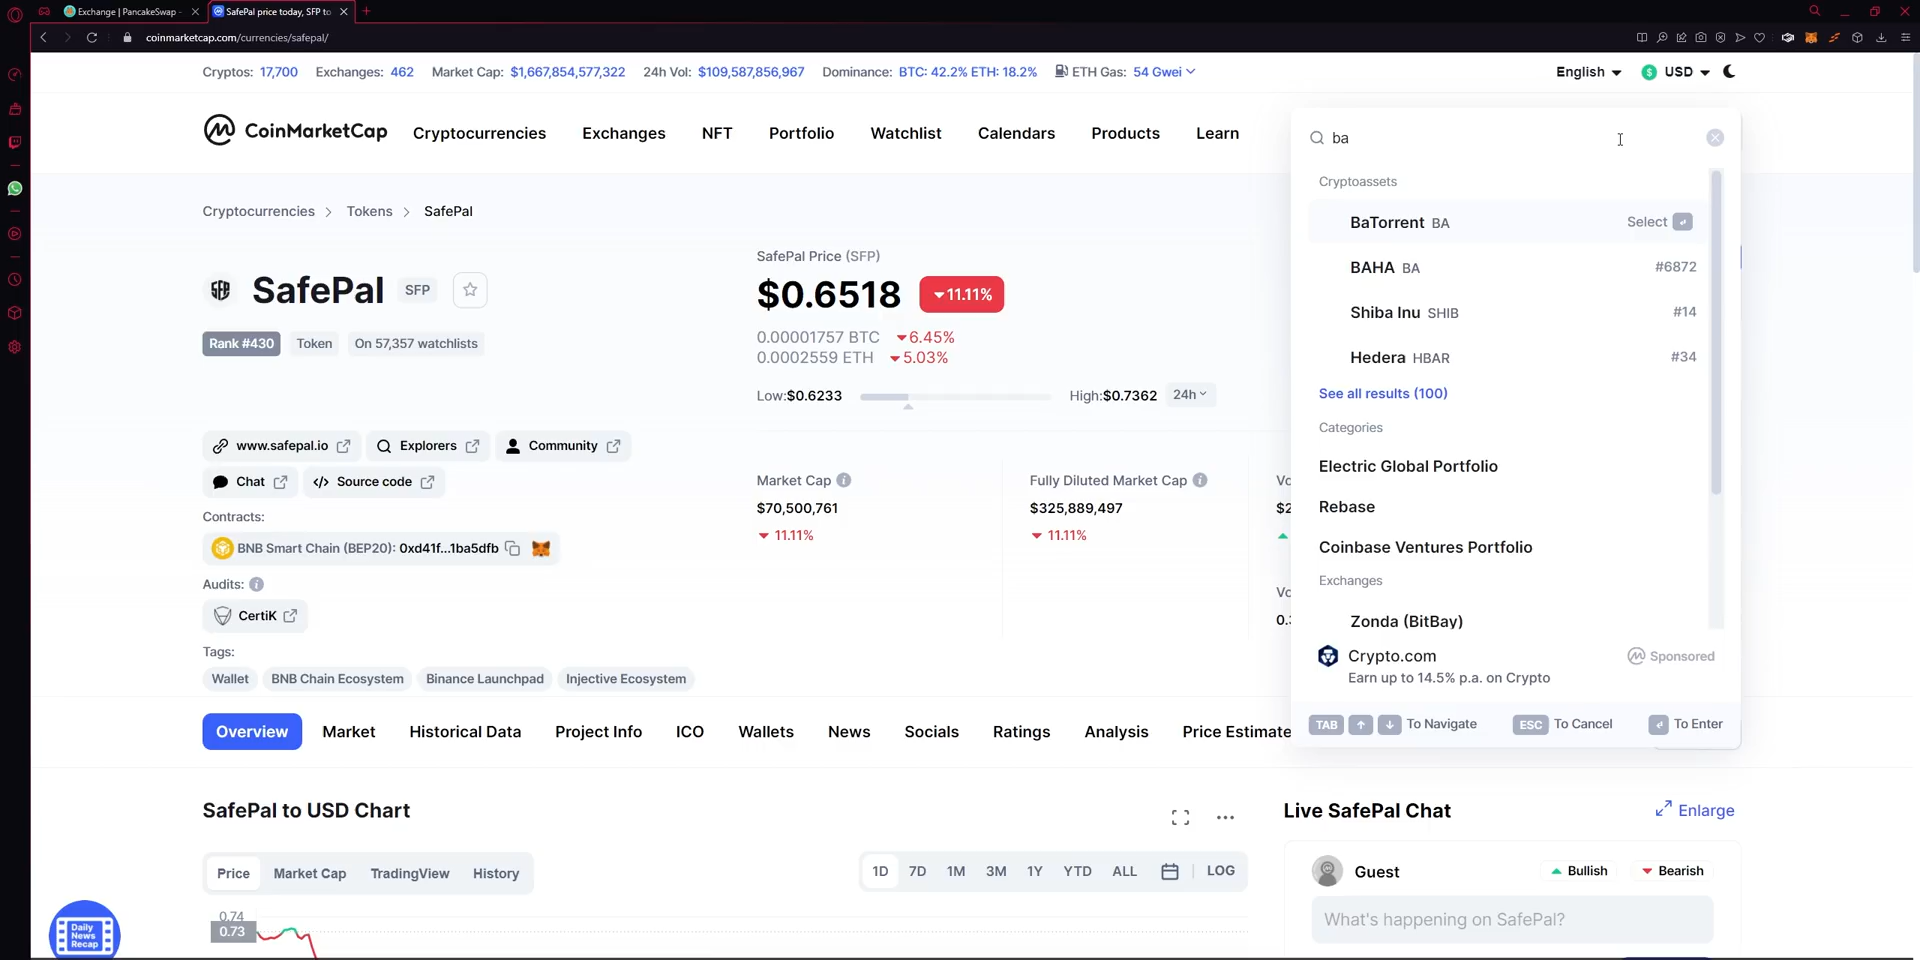 Exchange | PancakeSwap -
SafePal price today, SFP to
coinmarketcap.com/currencies/safepal/
Cryptos: 17,700 Exchanges: 462 Market Cap: $1,667,854,577,322 24h Vol: $109,587,856,967 Dominance: BTC: 42.2% ETH: 18.2% ETH Gas: 54 Gwei
English $ USD
CoinMarketCap Cryptocurrencies Exchanges NFT Portfolio Watchlist Calendars Products Learn
ba
Cryptoassets
BaTorrent BA Select
BAHA BA #6872
Shiba Inu SHIB #14
Hedera HBAR #34
See all results (100)
Categories
Electric Global Portfolio
Rebase
Coinbase Ventures Portfolio
Exchanges
Zonda (BitBay)
Crypto.com Sponsored
Earn up to 14.5% p.a. on Crypto
TAB To Navigate ESC To Cancel To Enter
Cryptocurrencies Tokens SafePal
SafePal SFP
Rank #430 Token On 57,357 watchlists
SafePal Price (SFP)
$0.6518 11.11%
0.00001757 BTC 6.45%
0.0002559 ETH 5.03%
Low:$0.6233 High:$0.7362 24h
www.safepal.io Explorers Community
Chat Source code
Contracts:
BNB Smart Chain (BEP20): 0xd41f...1ba5dfb
Audits:
CertiK
Tags:
Wallet BNB Chain Ecosystem Binance Launchpad Injective Ecosystem
Market Cap
$70,500,761
11.11%
Fully Diluted Market Cap
$325,889,497
11.11%
Overview Market Historical Data Project Info ICO Wallets News Socials Ratings Analysis Price Estimate
SafePal to USD Chart
Price Market Cap TradingView History
1D 7D 1M 3M 1Y YTD ALL LOG
0.74
0.73
Daily
News
Recap
Live SafePal Chat Enlarge
Guest Bullish Bearish
What's happening on SafePal?